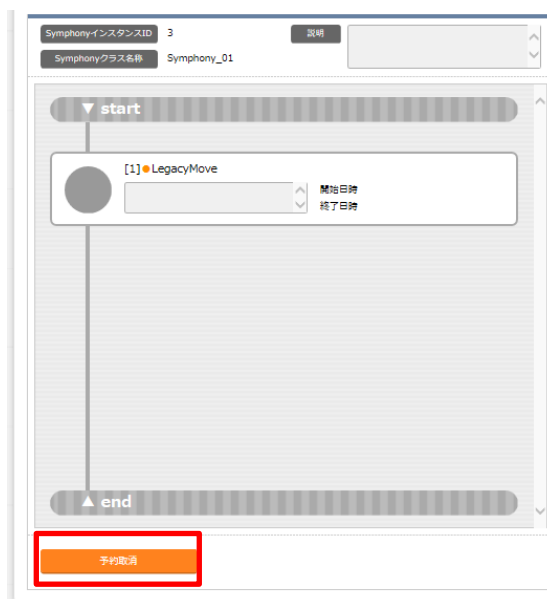 SymphonyインスタンスID 3 説明
Symphonyクラス名称 Symphony_01
▼ start
[1]●LegacyMove
開始日時
終了日時
▲ end
予約取消